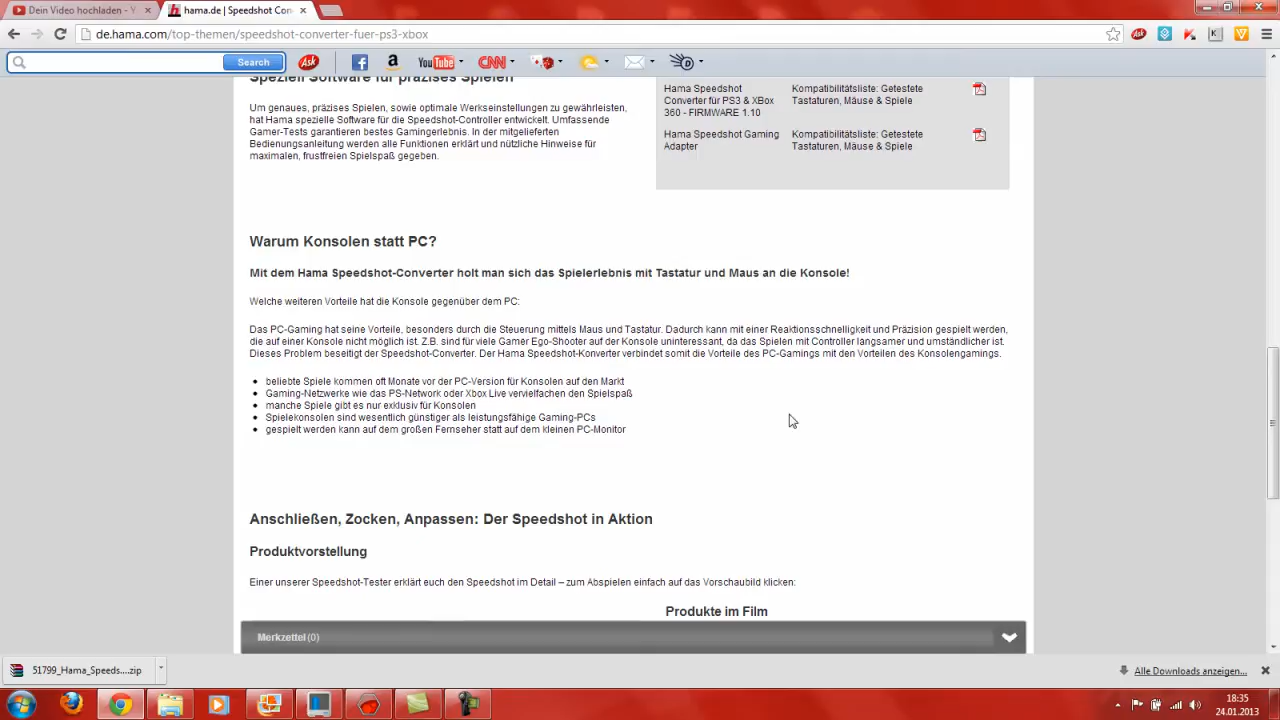 Dein Video hochladen - Y
hama.de | Speedshot Con
de.hama.com/top-themen/speedshot-converter-fuer-ps3-xbox
Search
Ask
a
YouTube
CNN
Ask
K
Speziell Software für präzises Spielen
Um genaues, präzises Spielen, sowie optimale Werkseinstellungen zu gewährleisten,
hat Hama spezielle Software für die Speedshot-Controller entwickelt. Umfassende
Gamer-Tests garantieren bestes Gamingerlebnis. In der mitgelieferten
Bedienungsanleitung werden alle Funktionen erklärt und nützliche Hinweise für
maximalen, frustfreien Spielspaß gegeben.
Hama Speedshot
Converter für PS3 & XBox
360 - FIRMWARE 1.10
Kompatibilitätsliste: Getestete
Tastaturen, Mäuse & Spiele
Hama Speedshot Gaming
Adapter
Kompatibilitätsliste: Getestete
Tastaturen, Mäuse & Spiele
Warum Konsolen statt PC?
Mit dem Hama Speedshot-Converter holt man sich das Spielerlebnis mit Tastatur und Maus an die Konsole!
Welche weiteren Vorteile hat die Konsole gegenüber dem PC:
Das PC-Gaming hat seine Vorteile, besonders durch die Steuerung mittels Maus und Tastatur. Dadurch kann mit einer Reaktionsschnelligkeit und Präzision gespielt werden,
die auf einer Konsole nicht möglich ist. Z.B. sind für viele Gamer Ego-Shooter auf der Konsole uninteressant, da das Spielen mit Controller langsamer und umständlicher ist.
Dieses Problem beseitigt der Speedshot-Converter. Der Hama Speedshot-Konverter verbindet somit die Vorteile des PC-Gamings mit den Vorteilen des Konsolengamings.
beliebte Spiele kommen oft Monate vor der PC-Version für Konsolen auf den Markt
Gaming-Netzwerke wie das PS-Network oder Xbox Live vervielfachen den Spielspaß
manche Spiele gibt es nur exklusiv für Konsolen
Spielekonsolen sind wesentlich günstiger als leistungsfähige Gaming-PCs
gespielt werden kann auf dem großen Fernseher statt auf dem kleinen PC-Monitor
Anschließen, Zocken, Anpassen: Der Speedshot in Aktion
Produktvorstellung
Einer unserer Speedshot-Tester erklärt euch den Speedshot im Detail – zum Abspielen einfach auf das Vorschaubild klicken:
Produkte im Film
Merkzettel (0)
51799_Hama_Speeds....zip
Alle Downloads anzeigen...
18:35
24.01.2013